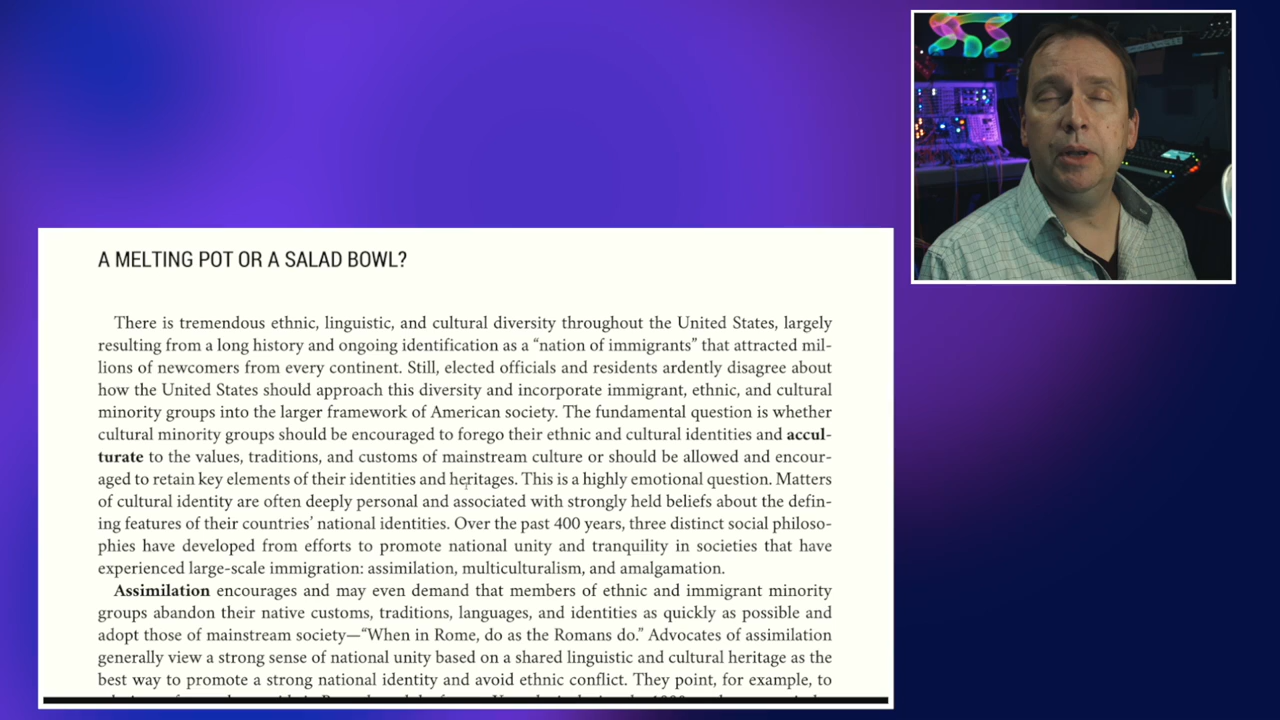 A MELTING POT OR A SALAD BOWL?
There is tremendous ethnic, linguistic, and cultural diversity throughout the United States, largely
resulting from a long history and ongoing identification as a “nation of immigrants” that attracted mil-
lions of newcomers from every continent. Still, elected officials and residents ardently disagree about
how the United States should approach this diversity and incorporate immigrant, ethnic, and cultural
minority groups into the larger framework of American society. The fundamental question is whether
cultural minority groups should be encouraged to forego their ethnic and cultural identities and accul-
turate to the values, traditions, and customs of mainstream culture or should be allowed and encour-
aged to retain key elements of their identities and heritages. This is a highly emotional question. Matters
of cultural identity are often deeply personal and associated with strongly held beliefs about the defin-
ing features of their countries’ national identities. Over the past 400 years, three distinct social philoso-
phies have developed from efforts to promote national unity and tranquility in societies that have
experienced large-scale immigration: assimilation, multiculturalism, and amalgamation.
Assimilation encourages and may even demand that members of ethnic and immigrant minority
groups abandon their native customs, traditions, languages, and identities as quickly as possible and
adopt those of mainstream society—“When in Rome, do as the Romans do.” Advocates of assimilation
generally view a strong sense of national unity based on a shared linguistic and cultural heritage as the
best way to promote a strong national identity and avoid ethnic conflict. They point, for example, to